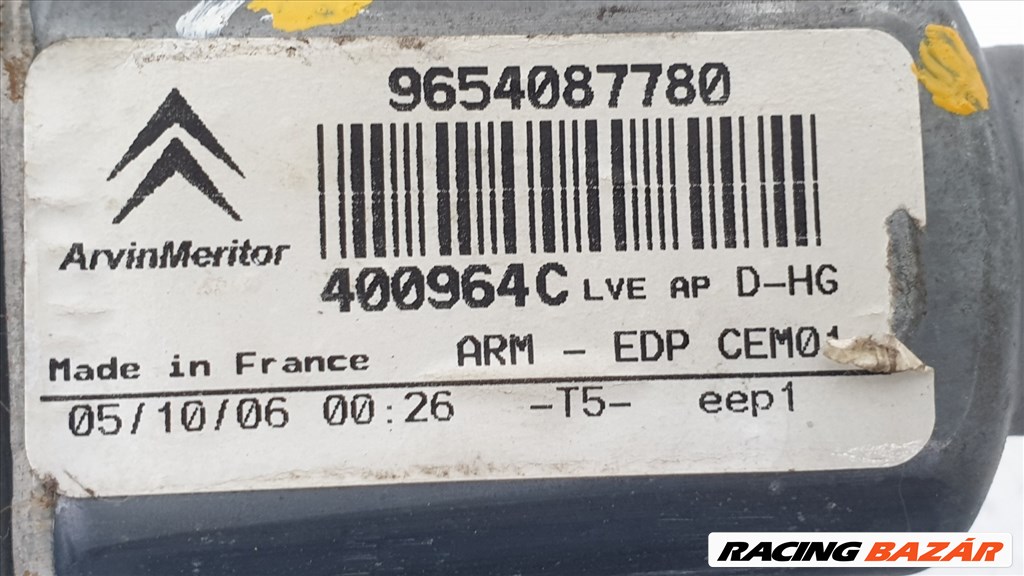 9654087780
ArvinMeritor
400964C LVE AP D-HG
Made in France ARM - EDP CEM01
05/10/06 00:26 -T5- eep1
RACING BAZÁR